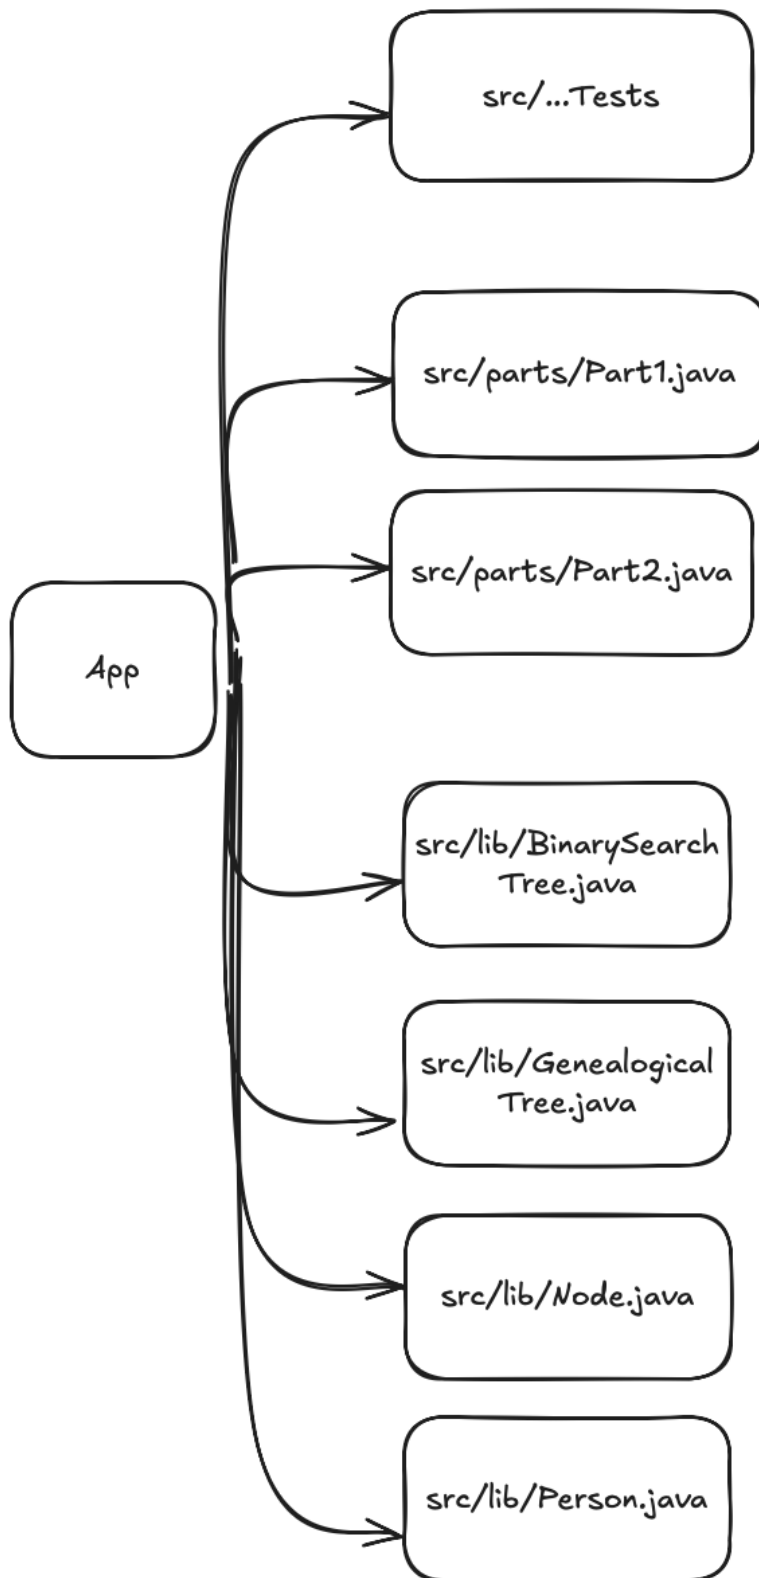 src/...Tests
src/parts/Part1.java
src/parts/Part2.java
App
src/lib/BinarySearch
Tree.java
src/lib/Genealogical
Tree.java
src/lib/Node.java
src/lib/Person.java